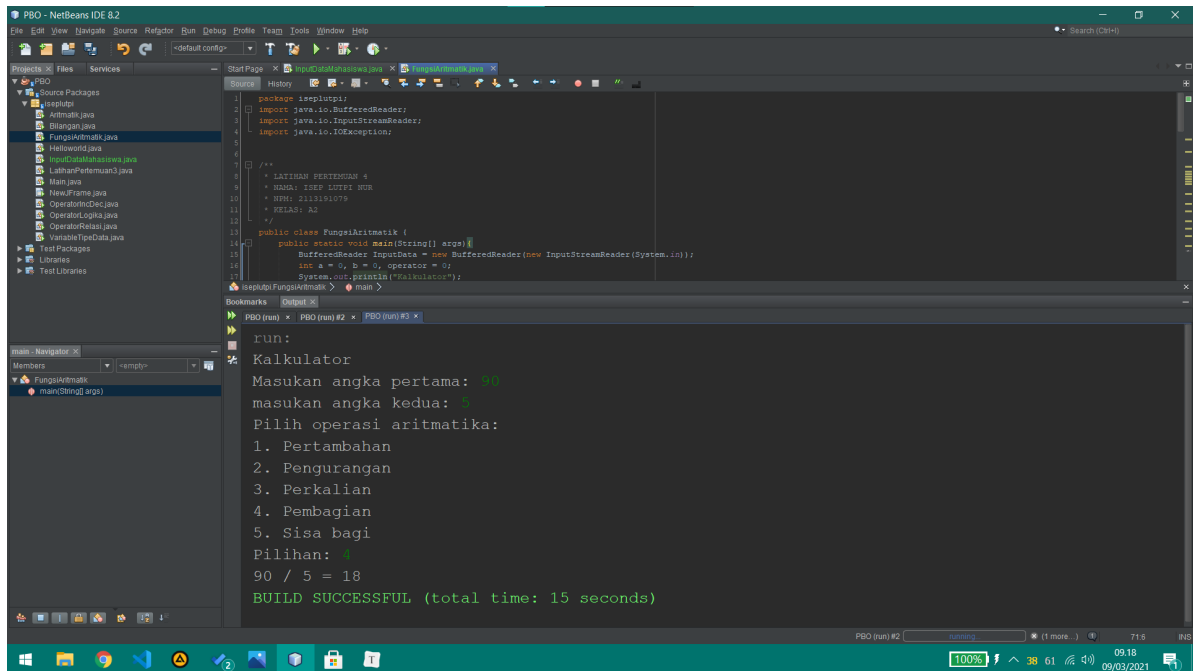 PBO - NetBeans IDE 8.2
File Edit View Navigate Source Refactor Run Debug Profile Team Tools Window Help
Search (Ctrl+I)
<default config>
Projects Files Services
PBO
Source Packages
iseplutpi
Aritmatik.java
Bilangan.java
FungsiAritmatik.java
Helloworld.java
InputDataMahasiswa.java
LatihanPertemuan3.java
Main.java
NewJFrame.java
OperatorIncDec.java
OperatorLogika.java
OperatorRelasi.java
VariableTipeData.java
Test Packages
Libraries
Test Libraries
Start Page InputDataMahasiswa.java FungsiAritmatik.java
Source History
1 package iseplutpi;
2 import java.io.BufferedReader;
3 import java.io.InputStreamReader;
4 import java.io.IOException;
5
6
7 /**
8 * LATIHAN PERTEMUAN 4
9 * NAMA: ISEP LUTPI NUR
10 * NPM: 2113191079
11 * KELAS: A2
12 */
13 public class FungsiAritmatik {
14 public static void main(String[] args){
15 BufferedReader InputData = new BufferedReader(new InputStreamReader(System.in));
16 int a = 0, b = 0, operator = 0;
17 System.out.println("Kalkulator");
iseplutpi.FungsiAritmatik main
Bookmarks Output
PBO (run) PBO (run) #2 PBO (run) #3
run:
Kalkulator
Masukan angka pertama: 90
masukan angka kedua: 5
Pilih operasi aritmatika:
1. Pertambahan
2. Pengurangan
3. Perkalian
4. Pembagian
5. Sisa bagi
Pilihan: 4
90 / 5 = 18
BUILD SUCCESSFUL (total time: 15 seconds)
main - Navigator
Members <empty>
FungsiAritmatik
main(String[] args)
PBO (run) #2 running... (1 more...) 1 71:6 INS
2 100% 38 61 09.18
09/03/2021